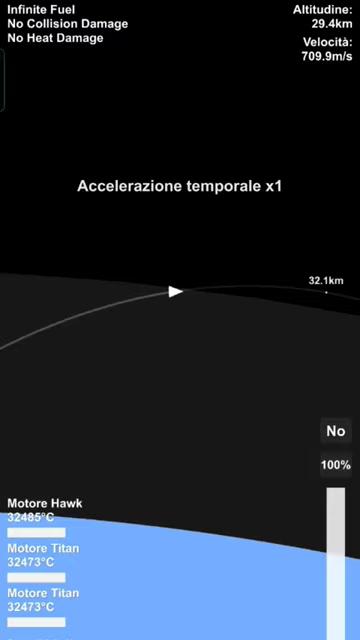 Infinite Fuel
No Collision Damage
No Heat Damage
Altitudine:
29.4km
Velocità:
709.9m/s
Accelerazione temporale x1
32.1km
No
100%
Motore Hawk
32485°C
Motore Titan
32473°C
Motore Titan
32473°C